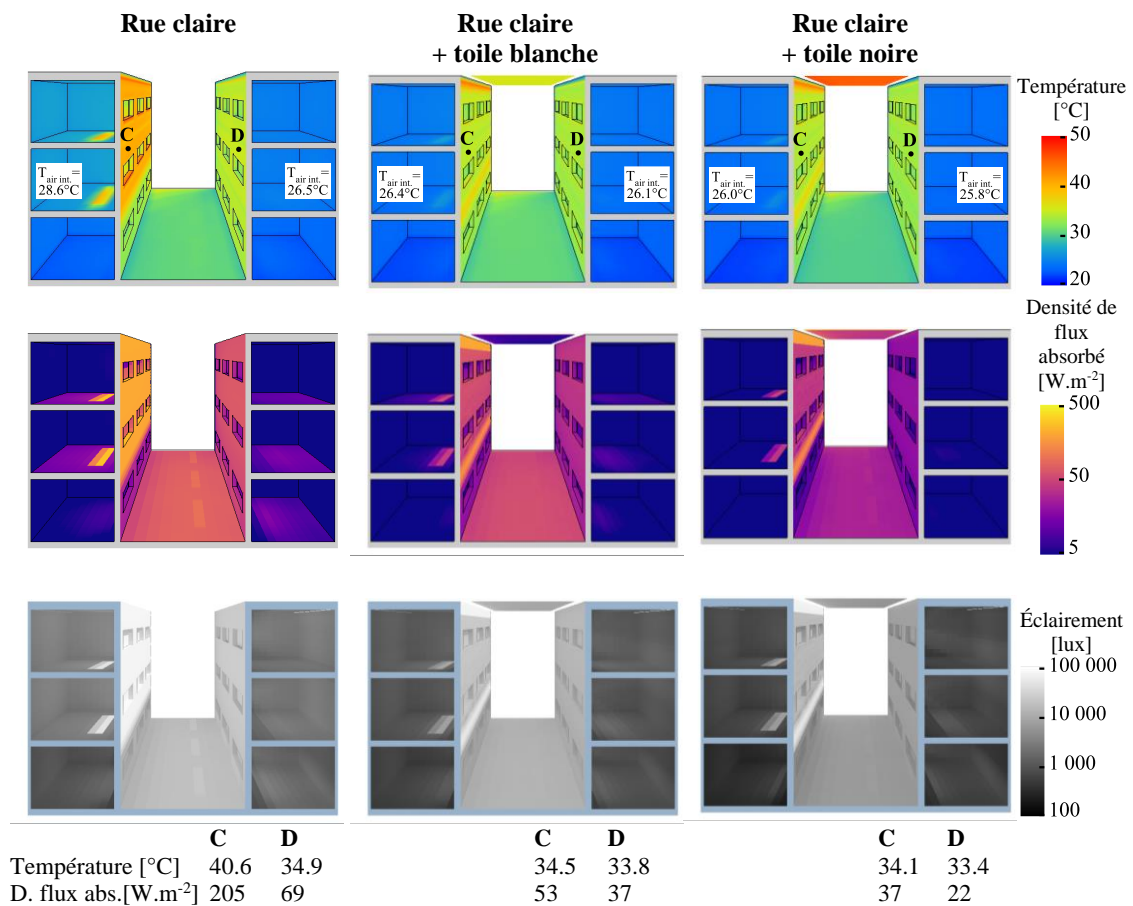 Rue claire
Rue claire
+ toile blanche
Rue claire
+ toile noire
Température
[°C]
50
40
30
20
C
D
T air int. =
28.6°C
T air int. =
26.5°C
C
D
T air int. =
26.4°C
T air int. =
26.1°C
C
D
T air int. =
26.0°C
T air int. =
25.8°C
Densité de
flux
absorbé
[W.m-2]
500
50
5
Éclairement
[lux]
100 000
10 000
1 000
100
C D C D C D
Température [°C] 40.6 34.9 34.5 33.8 34.1 33.4
D. flux abs.[W.m-2] 205 69 53 37 37 22